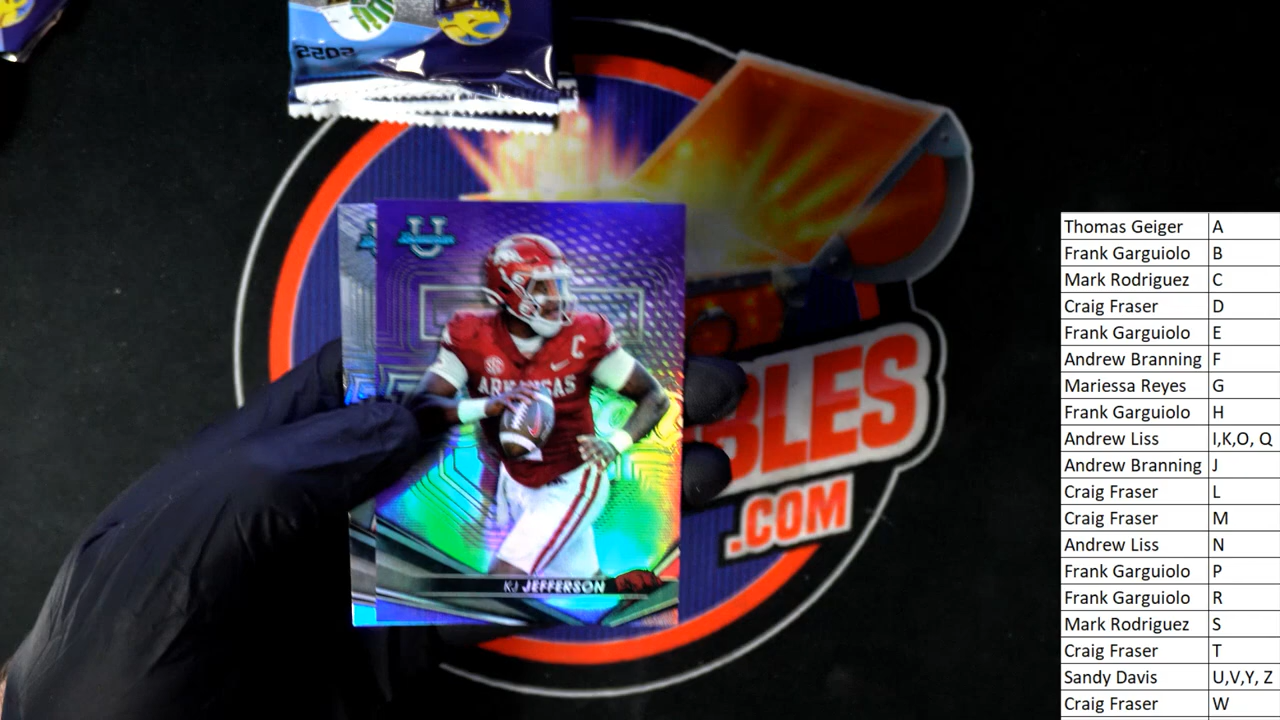 U
BOWMAN
C
ARKANSAS
KJ JEFFERSON
BLES
.COM
Thomas Geiger A
Frank Garguiolo B
Mark Rodriguez C
Craig Fraser D
Frank Garguiolo E
Andrew Branning F
Mariessa Reyes G
Frank Garguiolo H
Andrew Liss I,K,O, Q
Andrew Branning J
Craig Fraser L
Craig Fraser M
Andrew Liss N
Frank Garguiolo P
Frank Garguiolo R
Mark Rodriguez S
Craig Fraser T
Sandy Davis U,V,Y, Z
Craig Fraser W